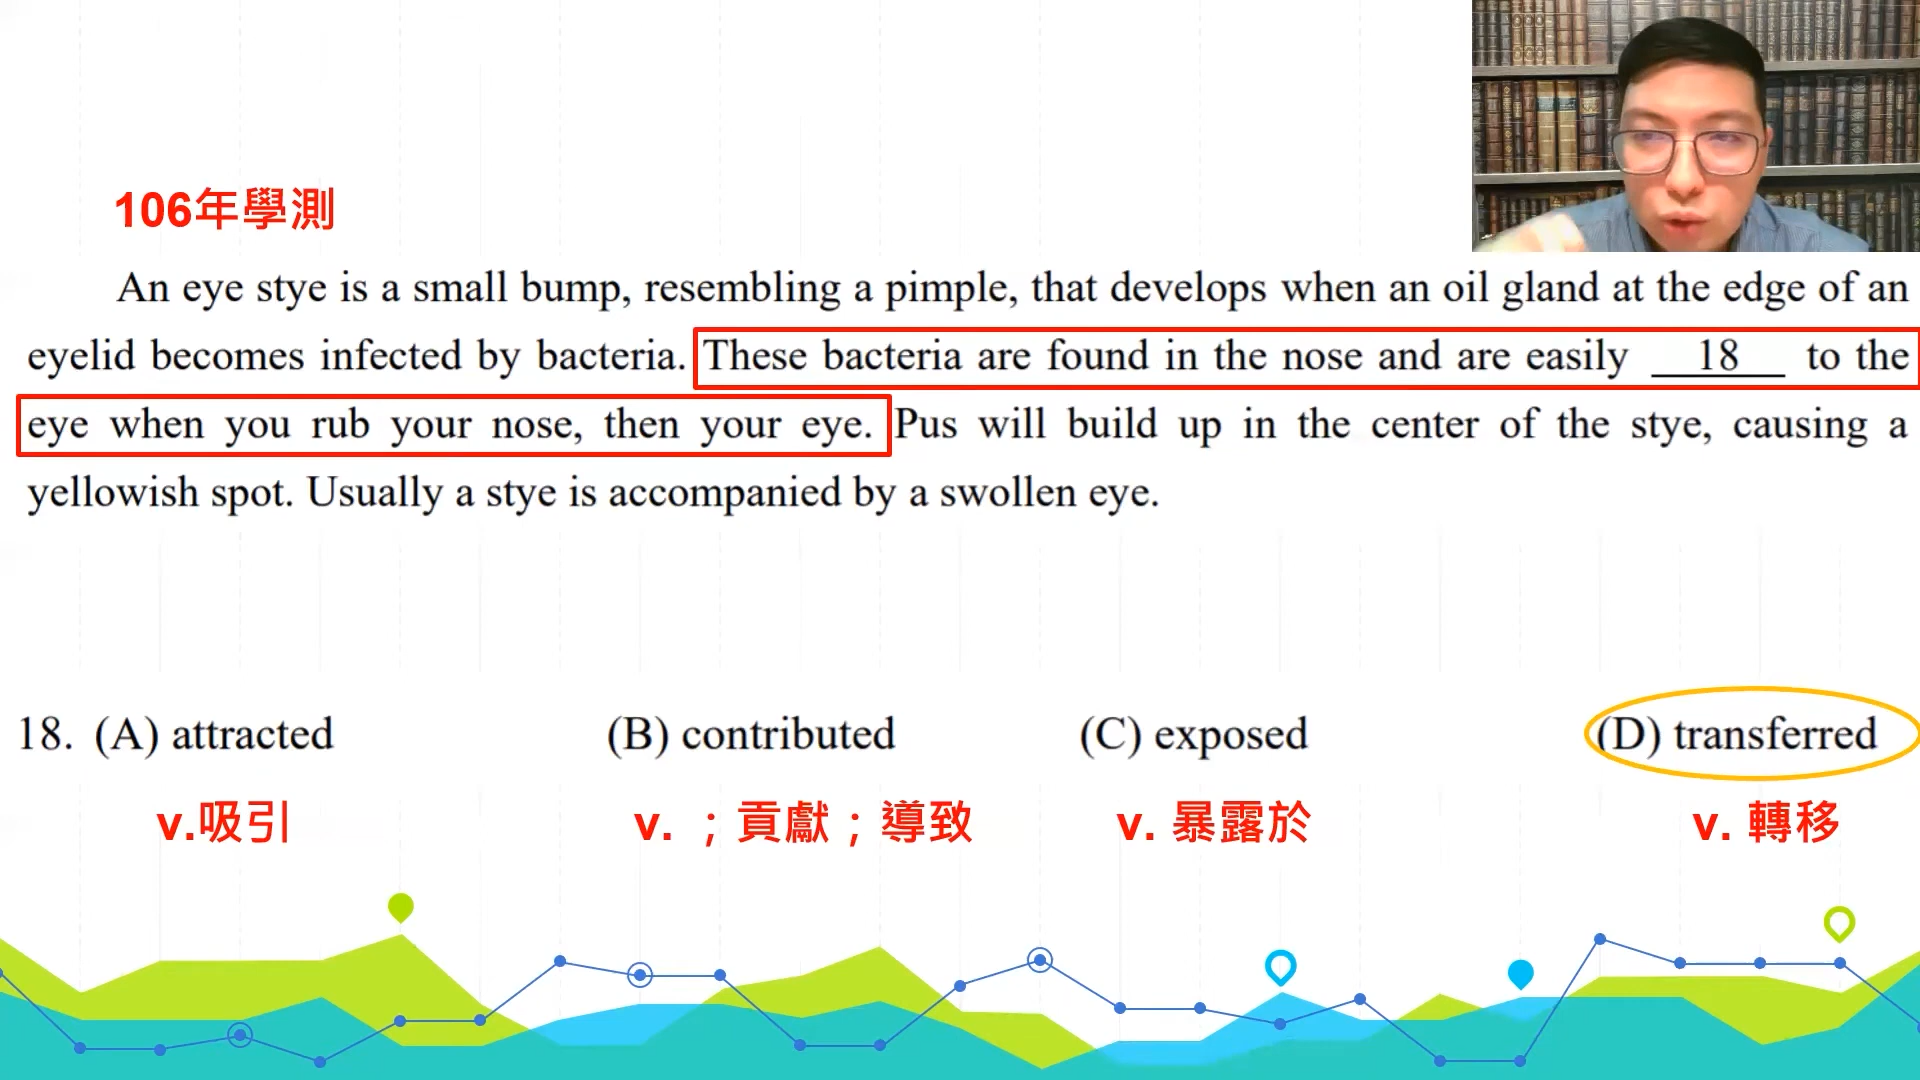 106年學測
An eye stye is a small bump, resembling a pimple, that develops when an oil gland at the edge of an
eyelid becomes infected by bacteria. These bacteria are found in the nose and are easily 18 to the
eye when you rub your nose, then your eye. Pus will build up in the center of the stye, causing a
yellowish spot. Usually a stye is accompanied by a swollen eye.
18. (A) attracted (B) contributed (C) exposed (D) transferred
v.吸引 v. ；貢獻；導致 v. 暴露於 v. 轉移